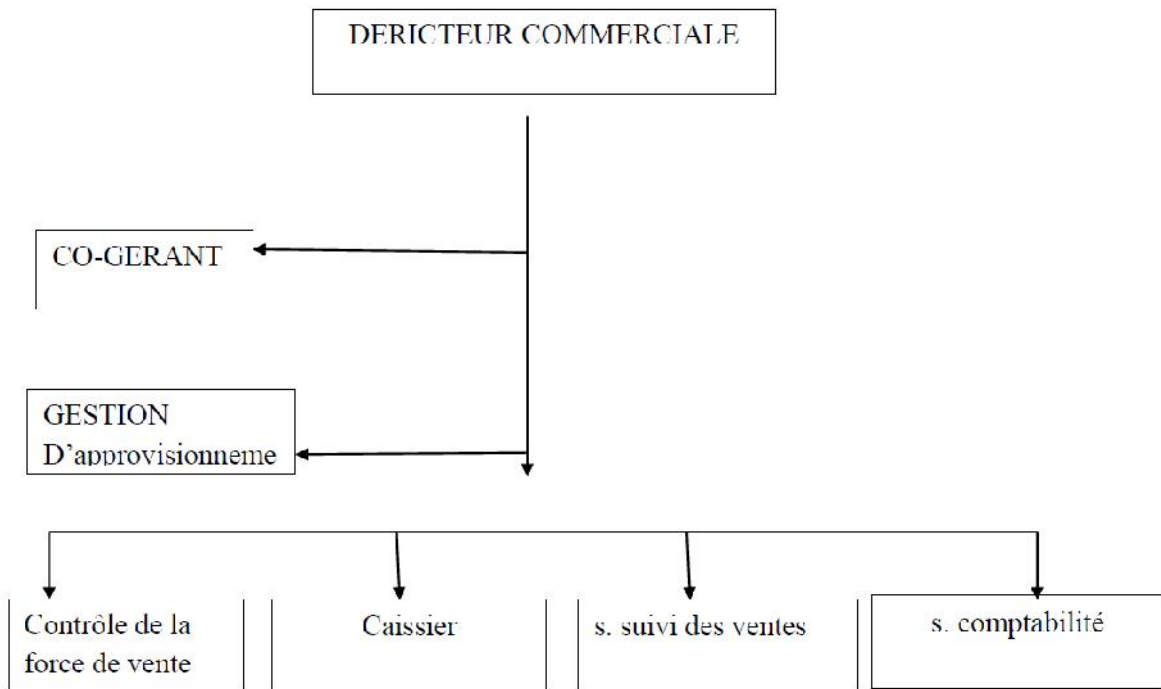 DERICTEUR COMMERCIALE
CO-GERANT
GESTION
D’approvisionneme
Contrôle de la
force de vente
Caissier
s. suivi des ventes
s. comptabilité